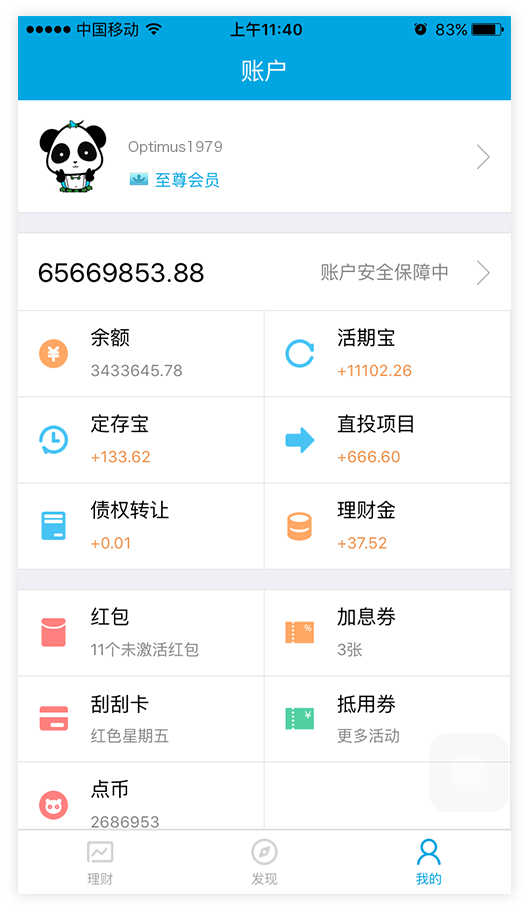 中国移动 上午11:40 83%
账户
Optimus1979
至尊会员
65669853.88 账户安全保障中
余额 活期宝
3433645.78 +11102.26
定存宝 直投项目
+133.62 +666.60
债权转让 理财金
+0.01 +37.52
红包 加息券
11个未激活红包 3张
刮刮卡 抵用券
红色星期五 更多活动
点币
2686953
理财 发现 我的